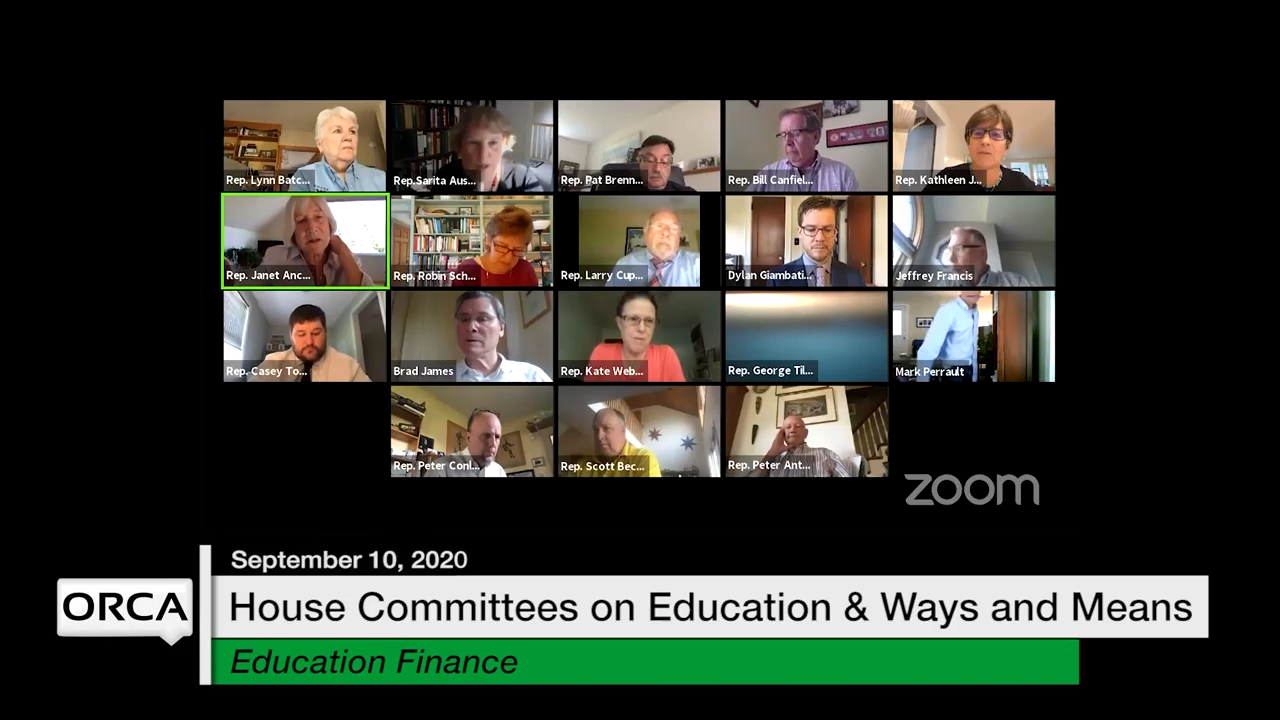 Rep. Lynn Batc...
Rep.Sarita Aus...
Rep. Pat Brenn...
Rep. Bill Canfiel...
Rep. Kathleen J...
Rep. Janet Anc...
Rep. Robin Sch...
Rep. Larry Cup...
Dylan Giambati...
Jeffrey Francis
Rep. Casey To...
Brad James
Rep. Kate Web...
Rep. George Til...
Mark Perrault
Rep. Peter Conl...
Rep. Scott Bec...
Rep. Peter Ant...
zoom
September 10, 2020
ORCA
House Committees on Education & Ways and Means
Education Finance